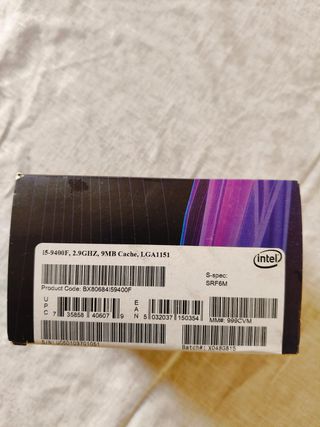 i5-9400F, 2.9GHZ, 9MB Cache, LGA1151
intel
S-spec:
SRF6M
Product Code: BX80684I59400F
UPC
7 35858 40607 9
EAN
5 032037 150354
MM#: 999CVM
Batch#: X048G815